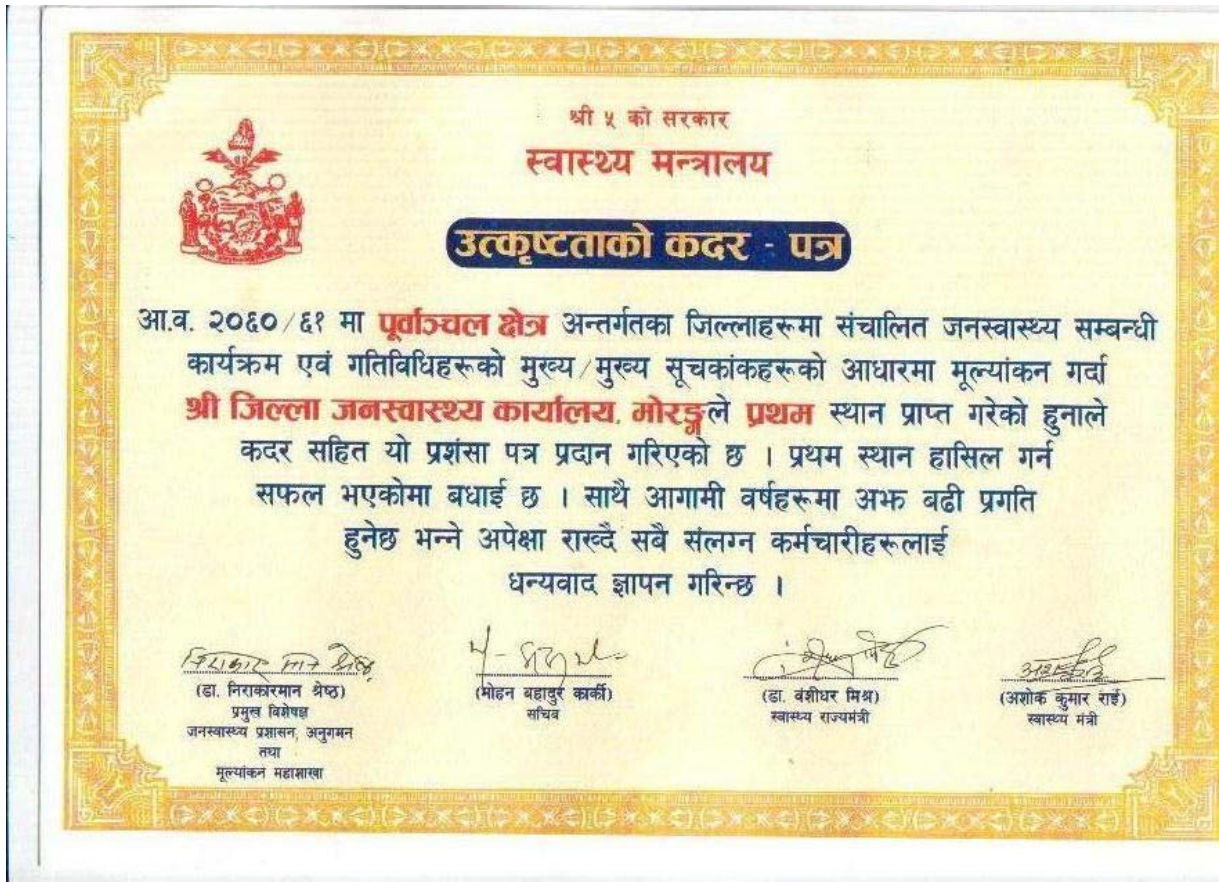 श्री ५ को सरकार
स्वास्थ्य मन्त्रालय
उत्कृष्टताको कदर - पत्र
आ.व. २०६०/६१ मा पूर्वाञ्चल क्षेत्र अन्तर्गतका जिल्लाहरूमा संचालित जनस्वास्थ्य सम्बन्धी
कार्यक्रम एवं गतिविधिहरूको मुख्य/मुख्य सूचकांकहरूको आधारमा मूल्यांकन गर्दा
श्री जिल्ला जनस्वास्थ्य कार्यालय, मोरङ्गले प्रथम स्थान प्राप्त गरेको हुनाले
कदर सहित यो प्रशंसा पत्र प्रदान गरिएको छ । प्रथम स्थान हासिल गर्न
सफल भएकोमा बधाई छ । साथै आगामी वर्षहरूमा अझ बढी प्रगति
हुनेछ भन्ने अपेक्षा राख्दै सबै संलग्न कर्मचारीहरूलाई
धन्यवाद ज्ञापन गरिन्छ ।
निराकार मान श्रेष्ठ
(डा. निराकारमान श्रेष्ठ)
प्रमुख विशेषज्ञ
जनस्वास्थ्य प्रशासन, अनुगमन
तथा
मूल्यांकन महाशाखा
(मोहन बहादुर कार्की)
सचिव
(डा. वंशीधर मिश्र)
स्वास्थ्य राज्यमंत्री
(अशोक कुमार राई)
स्वास्थ्य मंत्री